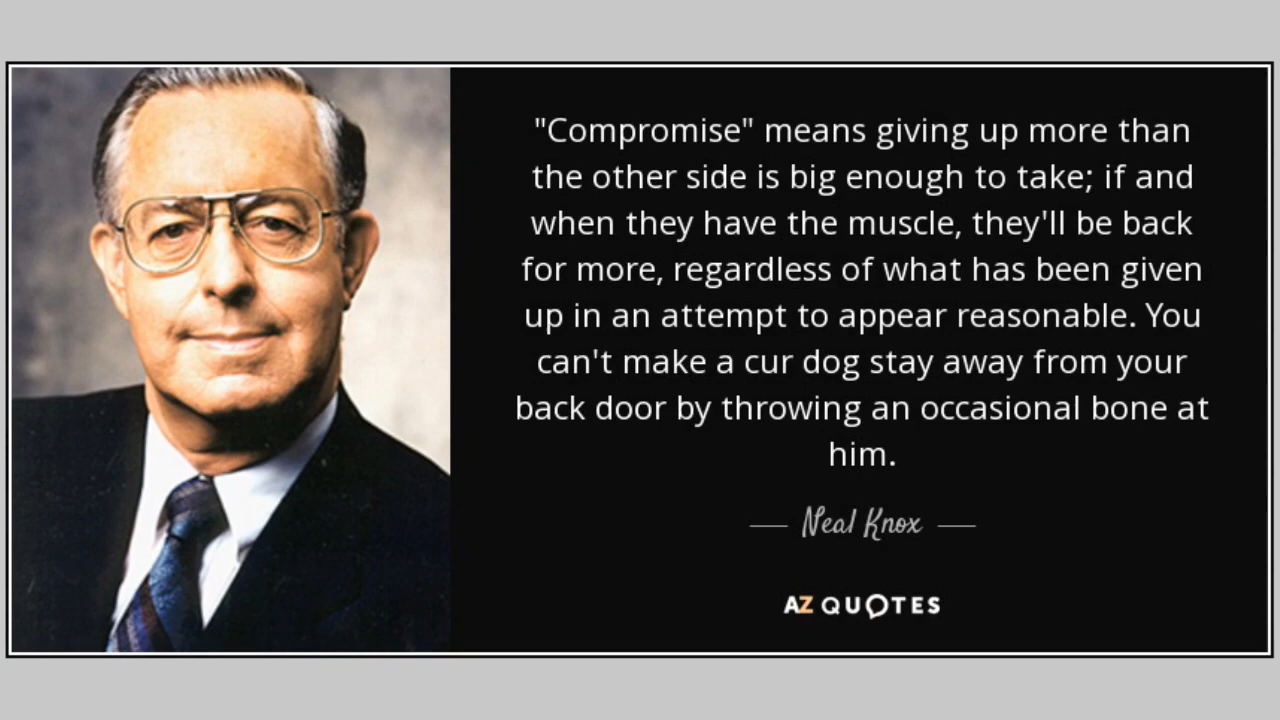 "Compromise" means giving up more than
the other side is big enough to take; if and
when they have the muscle, they'll be back
for more, regardless of what has been given
up in an attempt to appear reasonable. You
can't make a cur dog stay away from your
back door by throwing an occasional bone at
him.
Neal Knox
AZ QUOTES